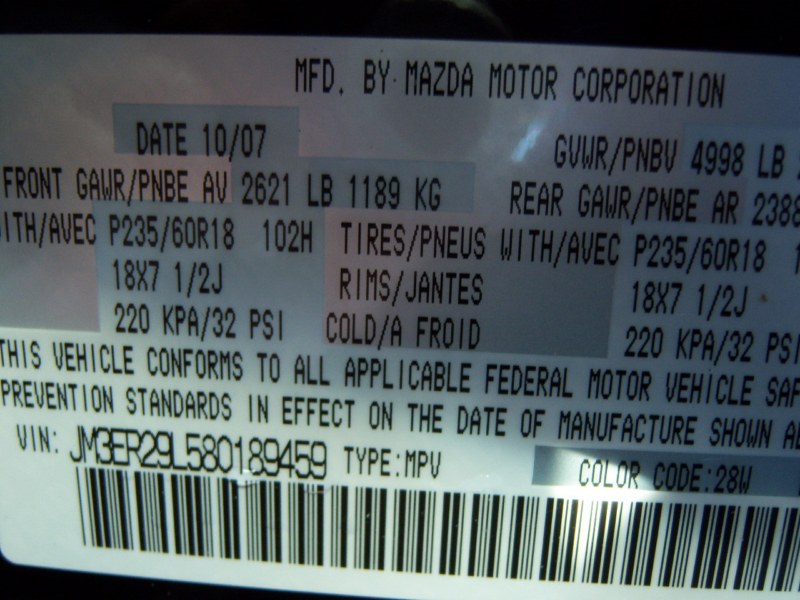 MFD. BY MAZDA MOTOR CORPORATION
DATE 10/07 GVWR/PNBV 4998 LB
FRONT GAWR/PNBE AV 2621 LB 1189 KG REAR GAWR/PNBE AR 2388
WITH/AVEC P235/60R18 102H TIRES/PNEUS WITH/AVEC P235/60R18 1
18X7 1/2J RIMS/JANTES 18X7 1/2J
220 KPA/32 PSI COLD/A FROID 220 KPA/32 PSI
THIS VEHICLE CONFORMS TO ALL APPLICABLE FEDERAL MOTOR VEHICLE SAF
PREVENTION STANDARDS IN EFFECT ON THE DATE OF MANUFACTURE SHOWN A
VIN: JM3ER29L580189459 TYPE:MPV COLOR CODE:28W